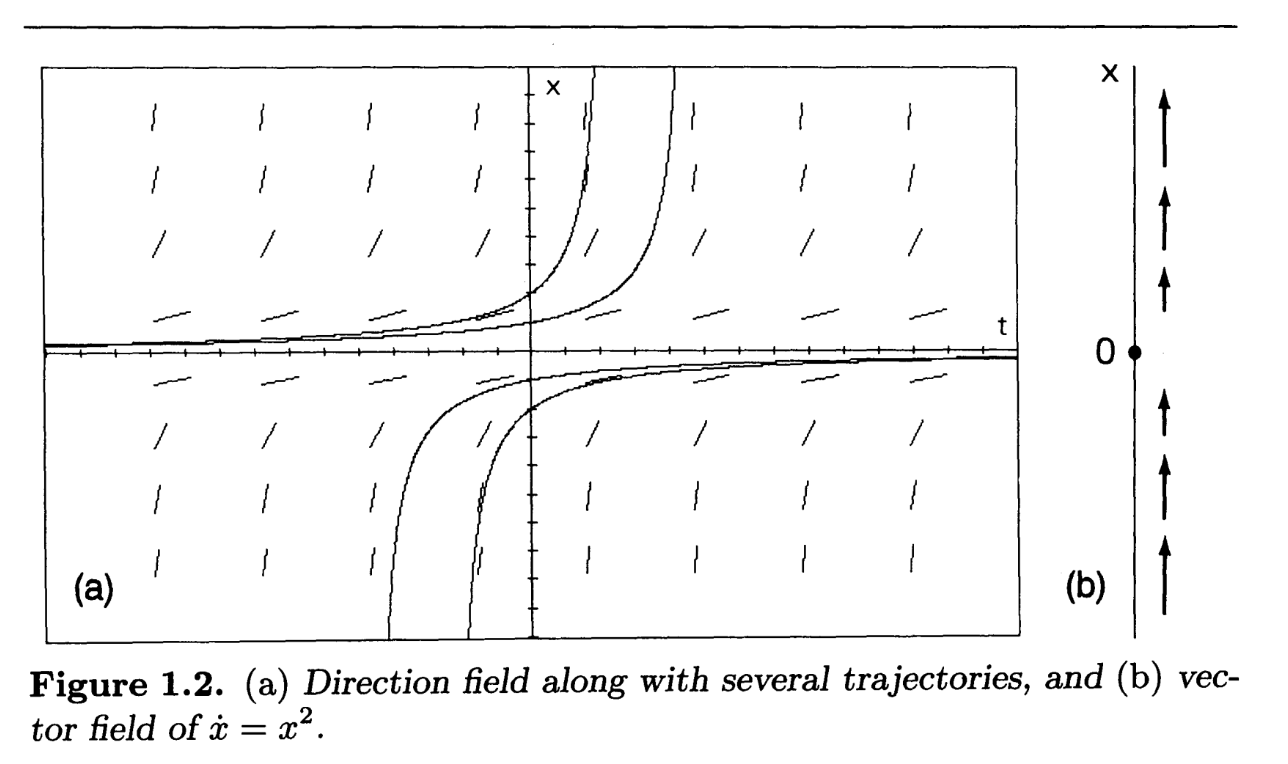 x
t
(a)
x
0
(b)
Figure 1.2. (a) Direction field along with several trajectories, and (b) vec-
tor field of ẋ = x².